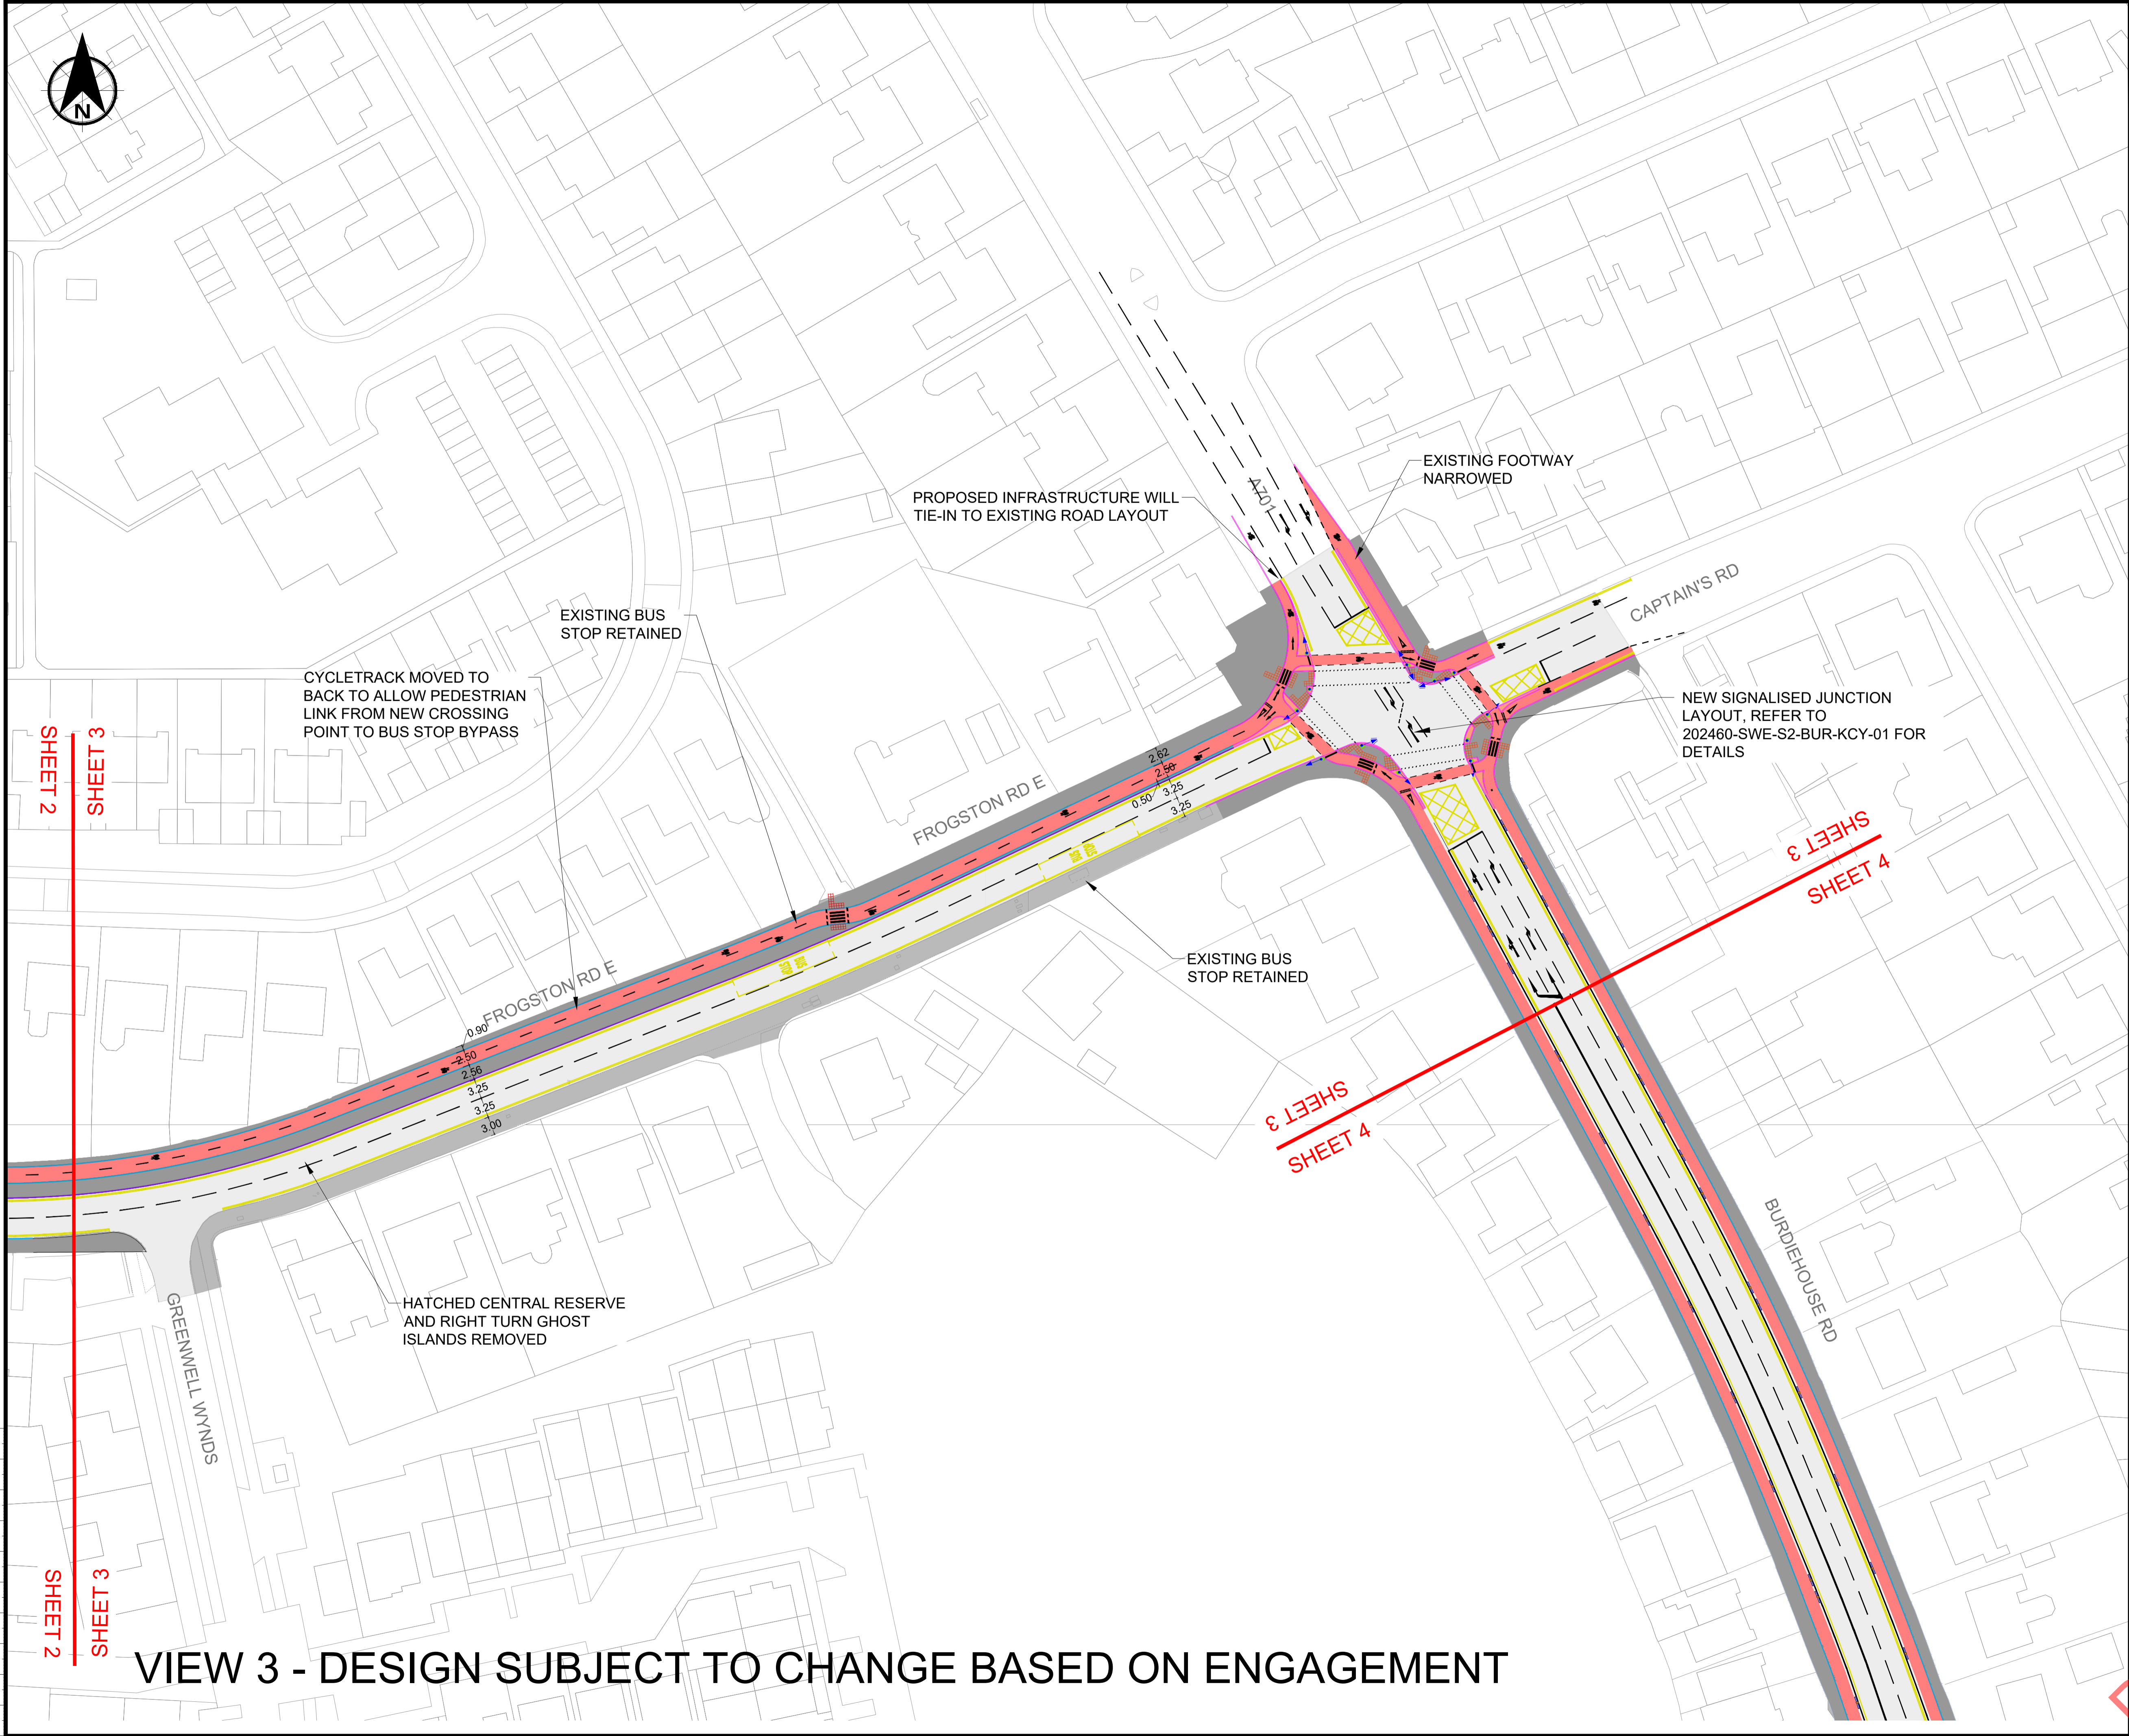 N
EXISTING FOOTWAY
NARROWED
A701
PROPOSED INFRASTRUCTURE WILL
TIE-IN TO EXISTING ROAD LAYOUT
CAPTAIN'S RD
EXISTING BUS
STOP RETAINED
CYCLETRACK MOVED TO
BACK TO ALLOW PEDESTRIAN
LINK FROM NEW CROSSING
POINT TO BUS STOP BYPASS
NEW SIGNALISED JUNCTION
LAYOUT, REFER TO
202460-SWE-S2-BUR-KCY-01 FOR
DETAILS
SHEET 2
SHEET 3
FROGSTON RD E
2.62
2.50
0.50
3.25
3.25
SHEET 3
SHEET 4
EXISTING BUS
STOP RETAINED
FROGSTON RD E
0.90
2.50
2.56
3.25
3.25
3.00
SHEET 3
SHEET 4
BURDIEHOUSE RD
HATCHED CENTRAL RESERVE
AND RIGHT TURN GHOST
ISLANDS REMOVED
GREENWELL WYNDS
SHEET 2
SHEET 3
VIEW 3 - DESIGN SUBJECT TO CHANGE BASED ON ENGAGEMENT